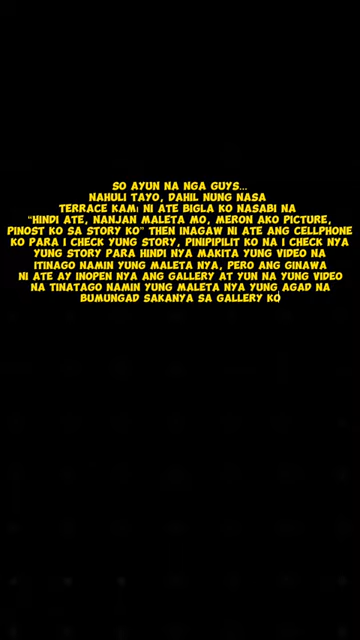 SO AYUN NA NGA GUYS...
NAHULI TAYO, DAHIL NUNG NASA
TERRACE KAMI NI ATE BIGLA KO NASABI NA
"HINDI ATE, NANJAN MALETA MO, MERON AKO PICTURE,
PINOST KO SA STORY KO" THEN INAGAW NI ATE ANG CELLPHONE
KO PARA I CHECK YUNG STORY, PINIPIPILIT KO NA I CHECK NYA
YUNG STORY PARA HINDI NYA MAKITA YUNG VIDEO NA
ITINAGO NAMIN YUNG MALETA NYA, PERO ANG GINAWA
NI ATE AY INOPEN NYA ANG GALLERY AT YUN NA YUNG VIDEO
NA TINATAGO NAMIN YUNG MALETA NYA YUNG AGAD NA
BUMUNGAD SAKANYA SA GALLERY KO